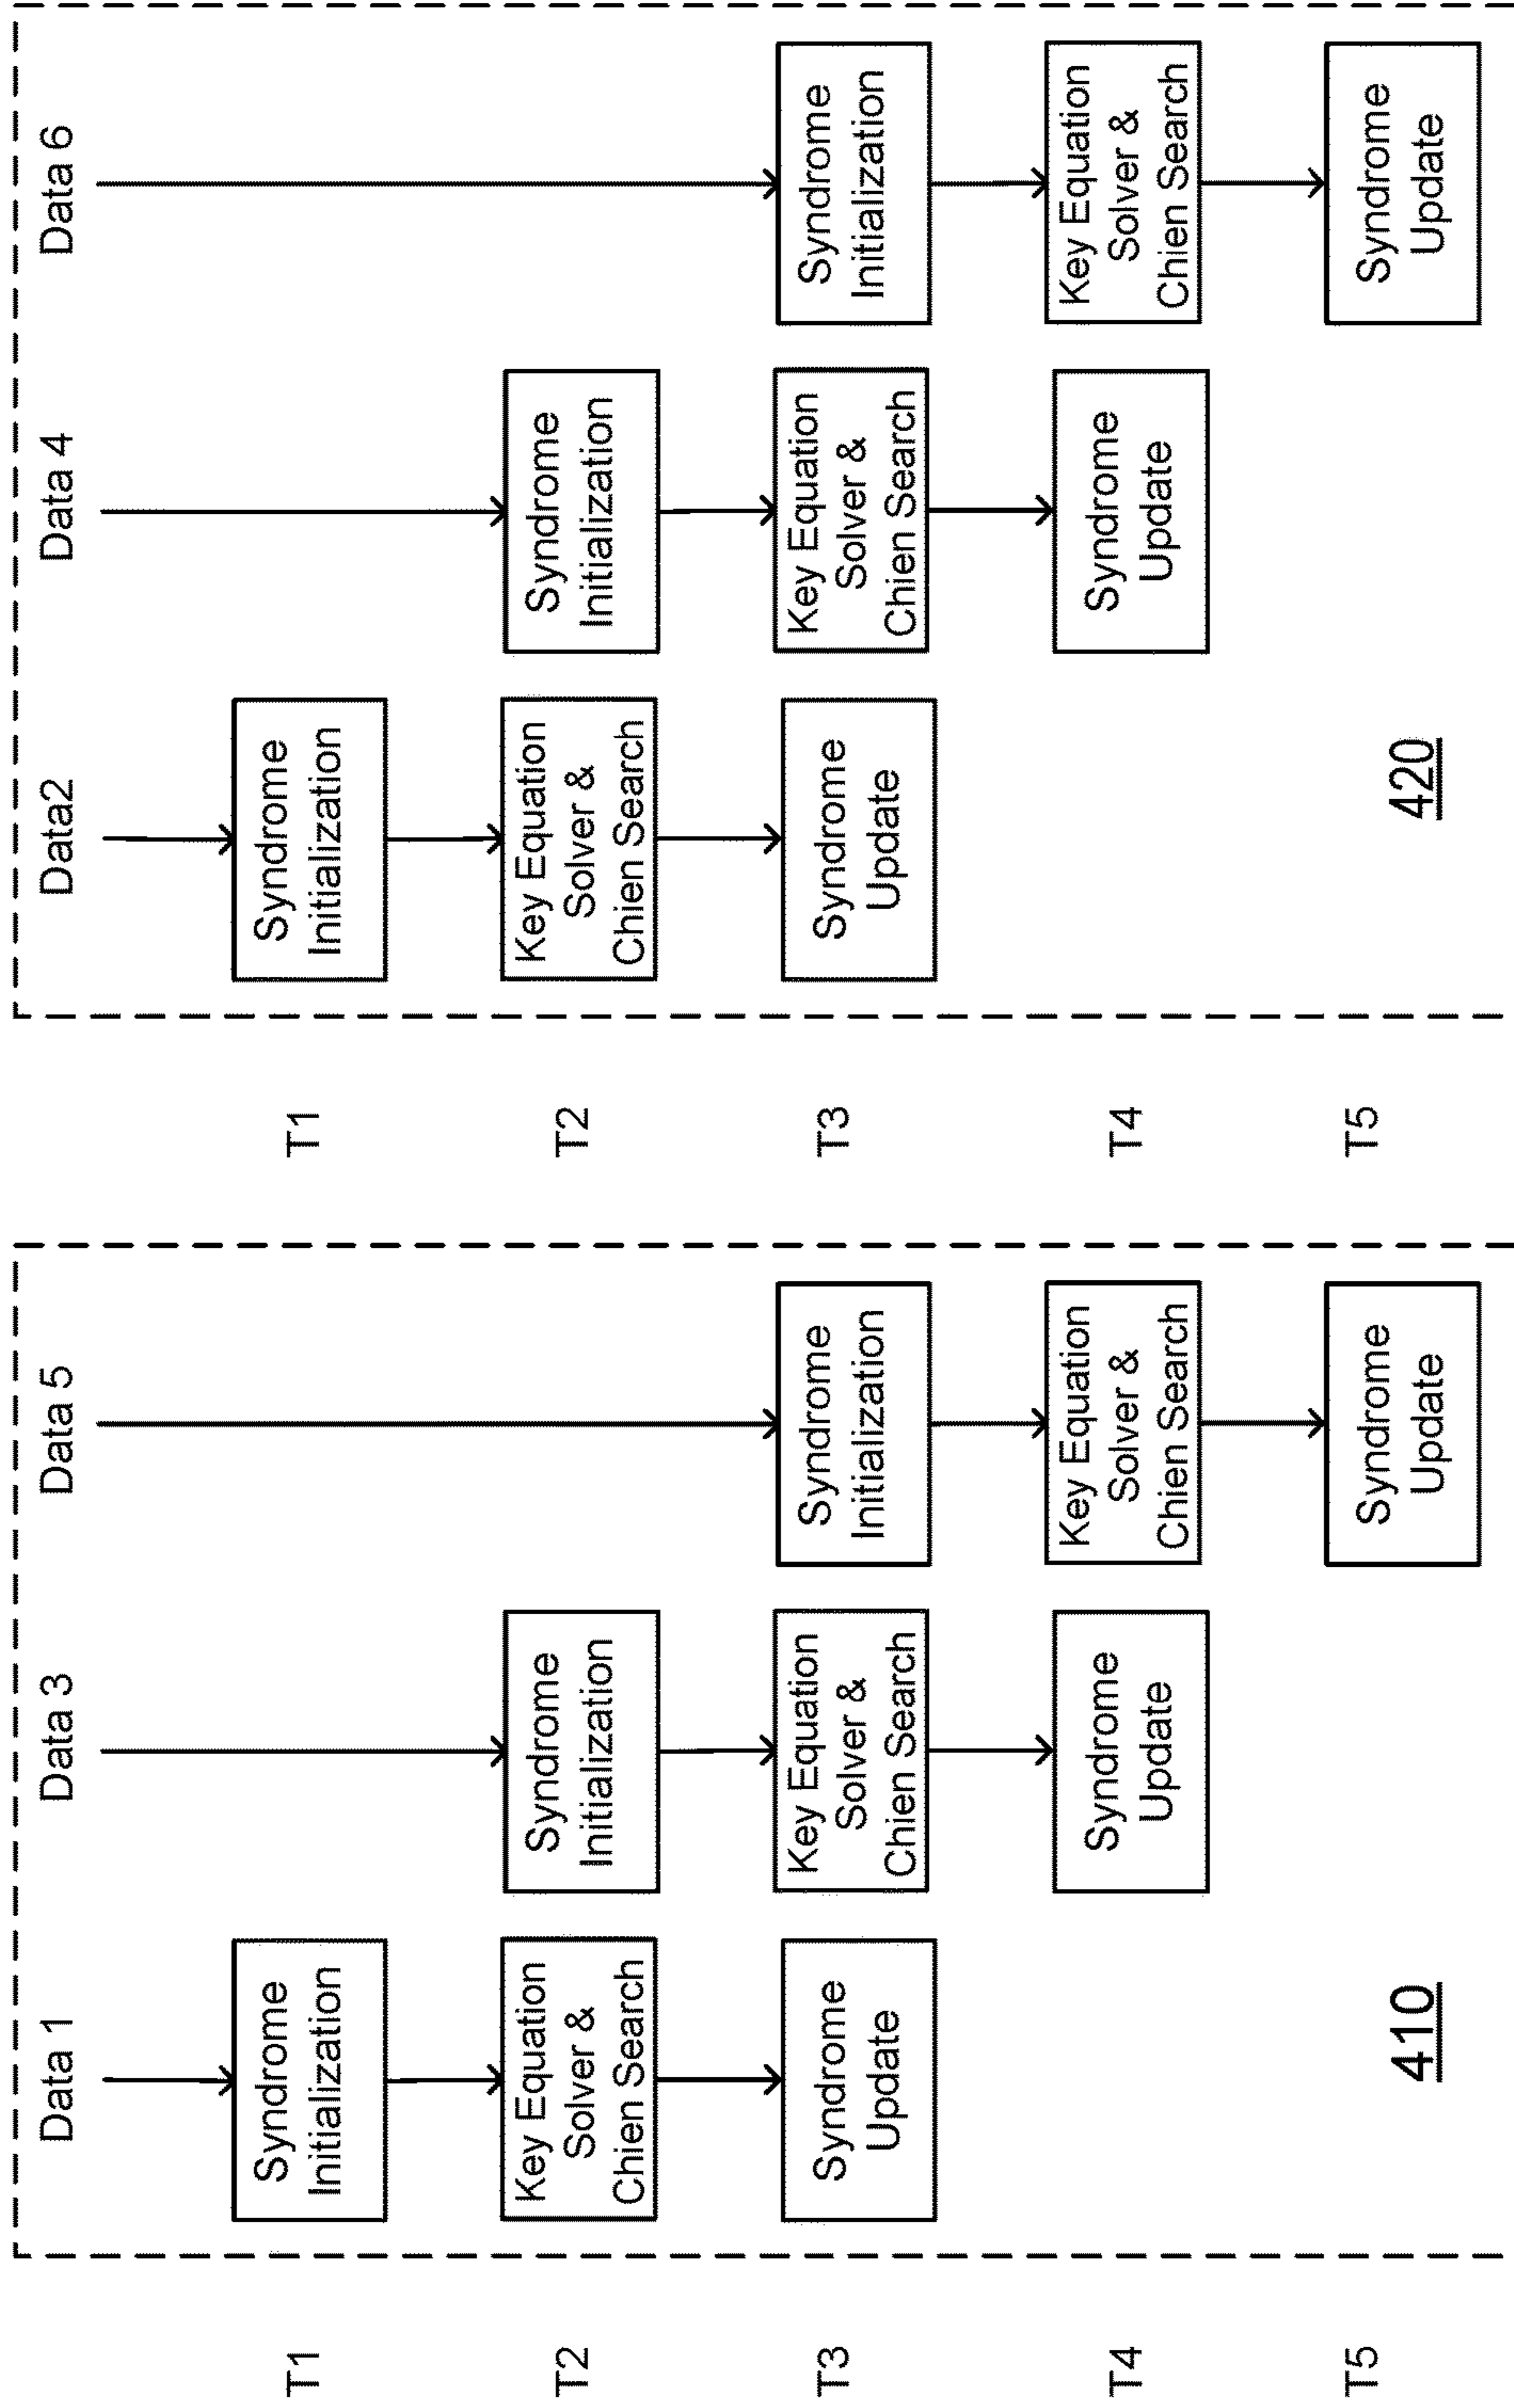 Data 1
Data 3
Data 5
T1
Syndrome
Initialization
T2
Key Equation
Solver &
Chien Search
Syndrome
Initialization
T3
Syndrome
Update
Key Equation
Solver &
Chien Search
Syndrome
Initialization
T4
Syndrome
Update
Key Equation
Solver &
Chien Search
T5
Syndrome
Update
410
Data2
Data 4
Data 6
T1
Syndrome
Initialization
T2
Key Equation
Solver &
Chien Search
Syndrome
Initialization
T3
Syndrome
Update
Key Equation
Solver &
Chien Search
Syndrome
Initialization
T4
Syndrome
Update
Key Equation
Solver &
Chien Search
T5
Syndrome
Update
420